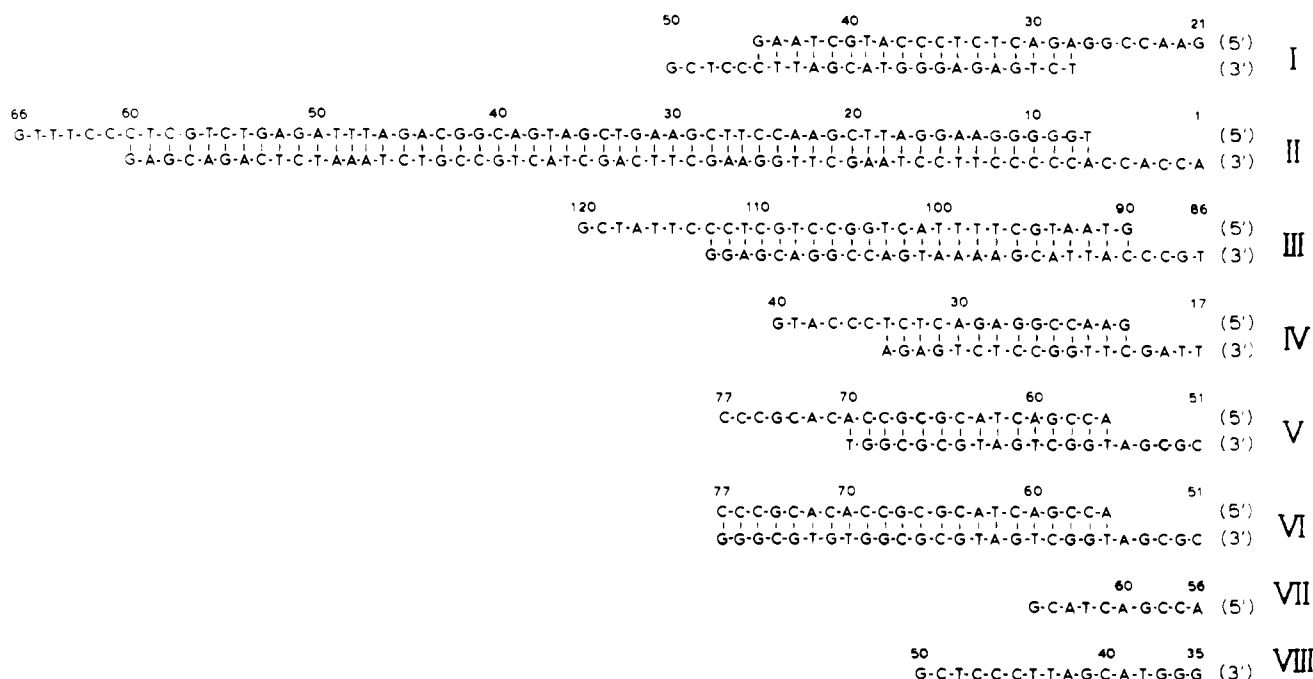 50 40 30 21
G-A-A-T-C-G-T-A-C-C-C-T-C-T-C-A-G-A-G-G-C-C-A-A-G (5') I
G-C-T-C-C-C-T-T-A-G-C-A-T-G-G-G-A-G-A-G-T-C-T (3')
66 60 50 40 30 20 10 1
G-T-T-T-C-C-C-T-C-G-T-C-T-G-A-G-A-T-T-T-A-G-A-C-G-G-C-A-G-T-A-G-C-T-G-A-A-G-C-T-T-C-C-A-A-G-C-T-T-A-G-G-A-A-G-G-G-G-G-T (5') II
G-A-G-C-A-G-A-C-T-C-T-A-A-A-T-C-T-G-C-C-G-T-C-A-T-C-G-A-C-T-T-C-G-A-A-G-G-T-T-C-G-A-A-T-C-C-T-T-C-C-C-C-C-A-C-C-A-C-C-A (3')
120 110 100 90 86
G-C-T-A-T-T-C-C-C-T-C-G-T-C-C-G-G-T-C-A-T-T-T-T-C-G-T-A-A-T-G (5') III
G-G-A-G-C-A-G-G-C-C-A-G-T-A-A-A-A-G-C-A-T-T-A-C-C-C-G-T (3')
40 30 17
G-T-A-C-C-C-T-C-T-C-A-G-A-G-G-C-C-A-A-G (5') IV
A-G-A-G-T-C-T-C-C-G-G-T-T-C-G-A-T-T (3')
77 70 60 51
C-C-C-G-C-A-C-A-C-C-G-C-G-C-A-T-C-A-G-C-C-A (5') V
T-G-G-C-G-C-G-T-A-G-T-C-G-G-T-A-G-C-G-C (3')
77 70 60 51
C-C-C-G-C-A-C-A-C-C-G-C-G-C-A-T-C-A-G-C-C-A (5') VI
G-G-G-C-G-T-G-T-G-G-C-G-C-G-T-A-G-T-C-G-G-T-A-G-C-G-C (3')
60 56
G-C-A-T-C-A-G-C-C-A (5') VII
50 40 35
G-C-T-C-C-C-T-T-A-G-C-A-T-G-G-G (3') VIII